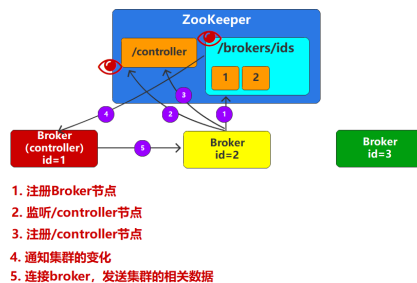 ZooKeeper
/controller
/brokers/ids
1
2
4
2
3
1
Broker
(controller)
id=1
5
Broker
id=2
Broker
id=3
1. 注册Broker节点
2. 监听/controller节点
3. 注册/controller节点
4. 通知集群的变化
5. 连接broker，发送集群的相关数据